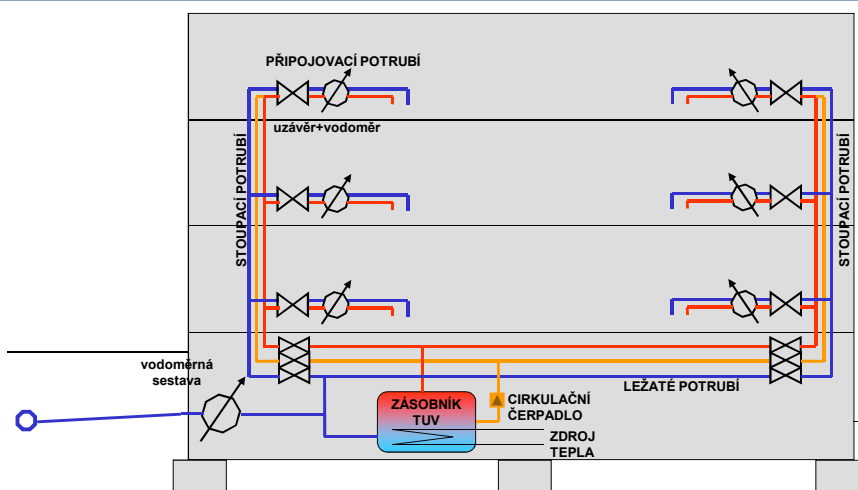 PŘIPOJOVACÍ POTRUBÍ
uzávěr+vodoměr
STOUPACÍ POTRUBÍ
STOUPACÍ POTRUBÍ
vodoměrná
sestava
LEŽATÉ POTRUBÍ
ZÁSOBNÍK
TUV
CIRKULAČNÍ
ČERPADLO
ZDROJ
TEPLA